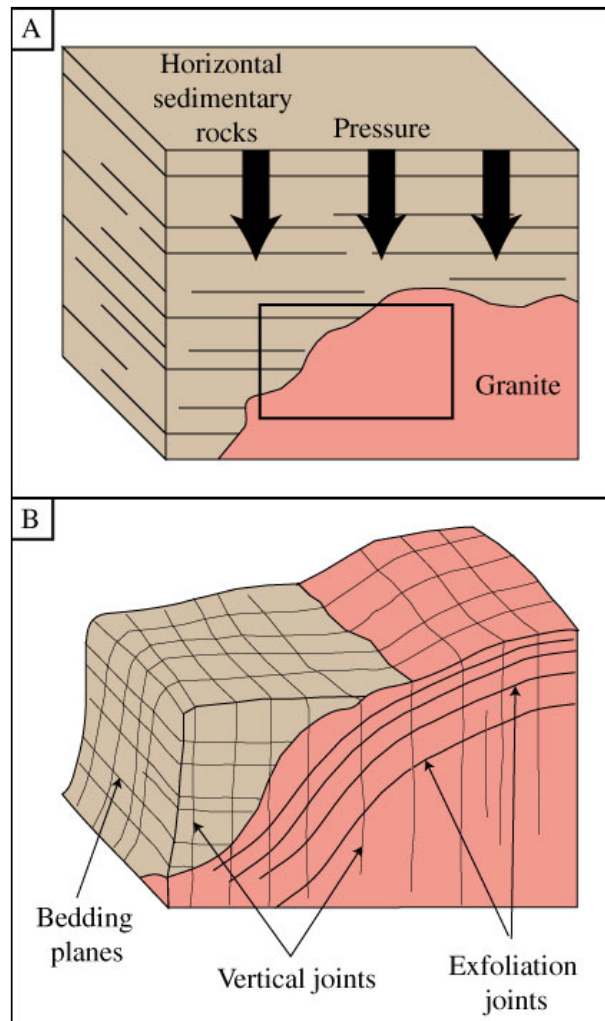 A
Horizontal
sedimentary
rocks
Pressure
Granite
B
Bedding
planes
Vertical joints
Exfoliation
joints